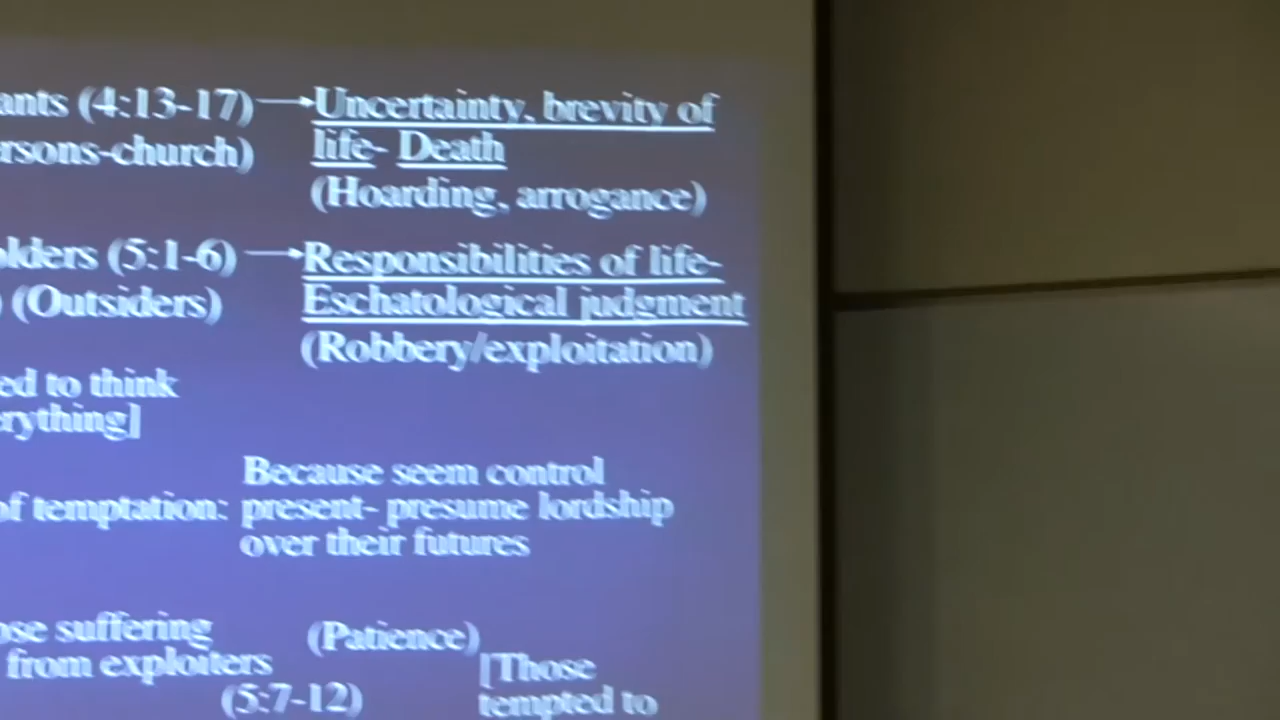 ants (4:13-17) → Uncertainty, brevity of
ersons-church) life- Death
(Hoarding, arrogance)
olders (5:1-6) → Responsibilities of life-
(Outsiders) Eschatological judgment
(Robbery/exploitation)
ed to think
erything]
Because seem control
of temptation: present- presume lordship
over their futures
ose suffering (Patience)
from exploiters [Those
(5:7-12) tempted to